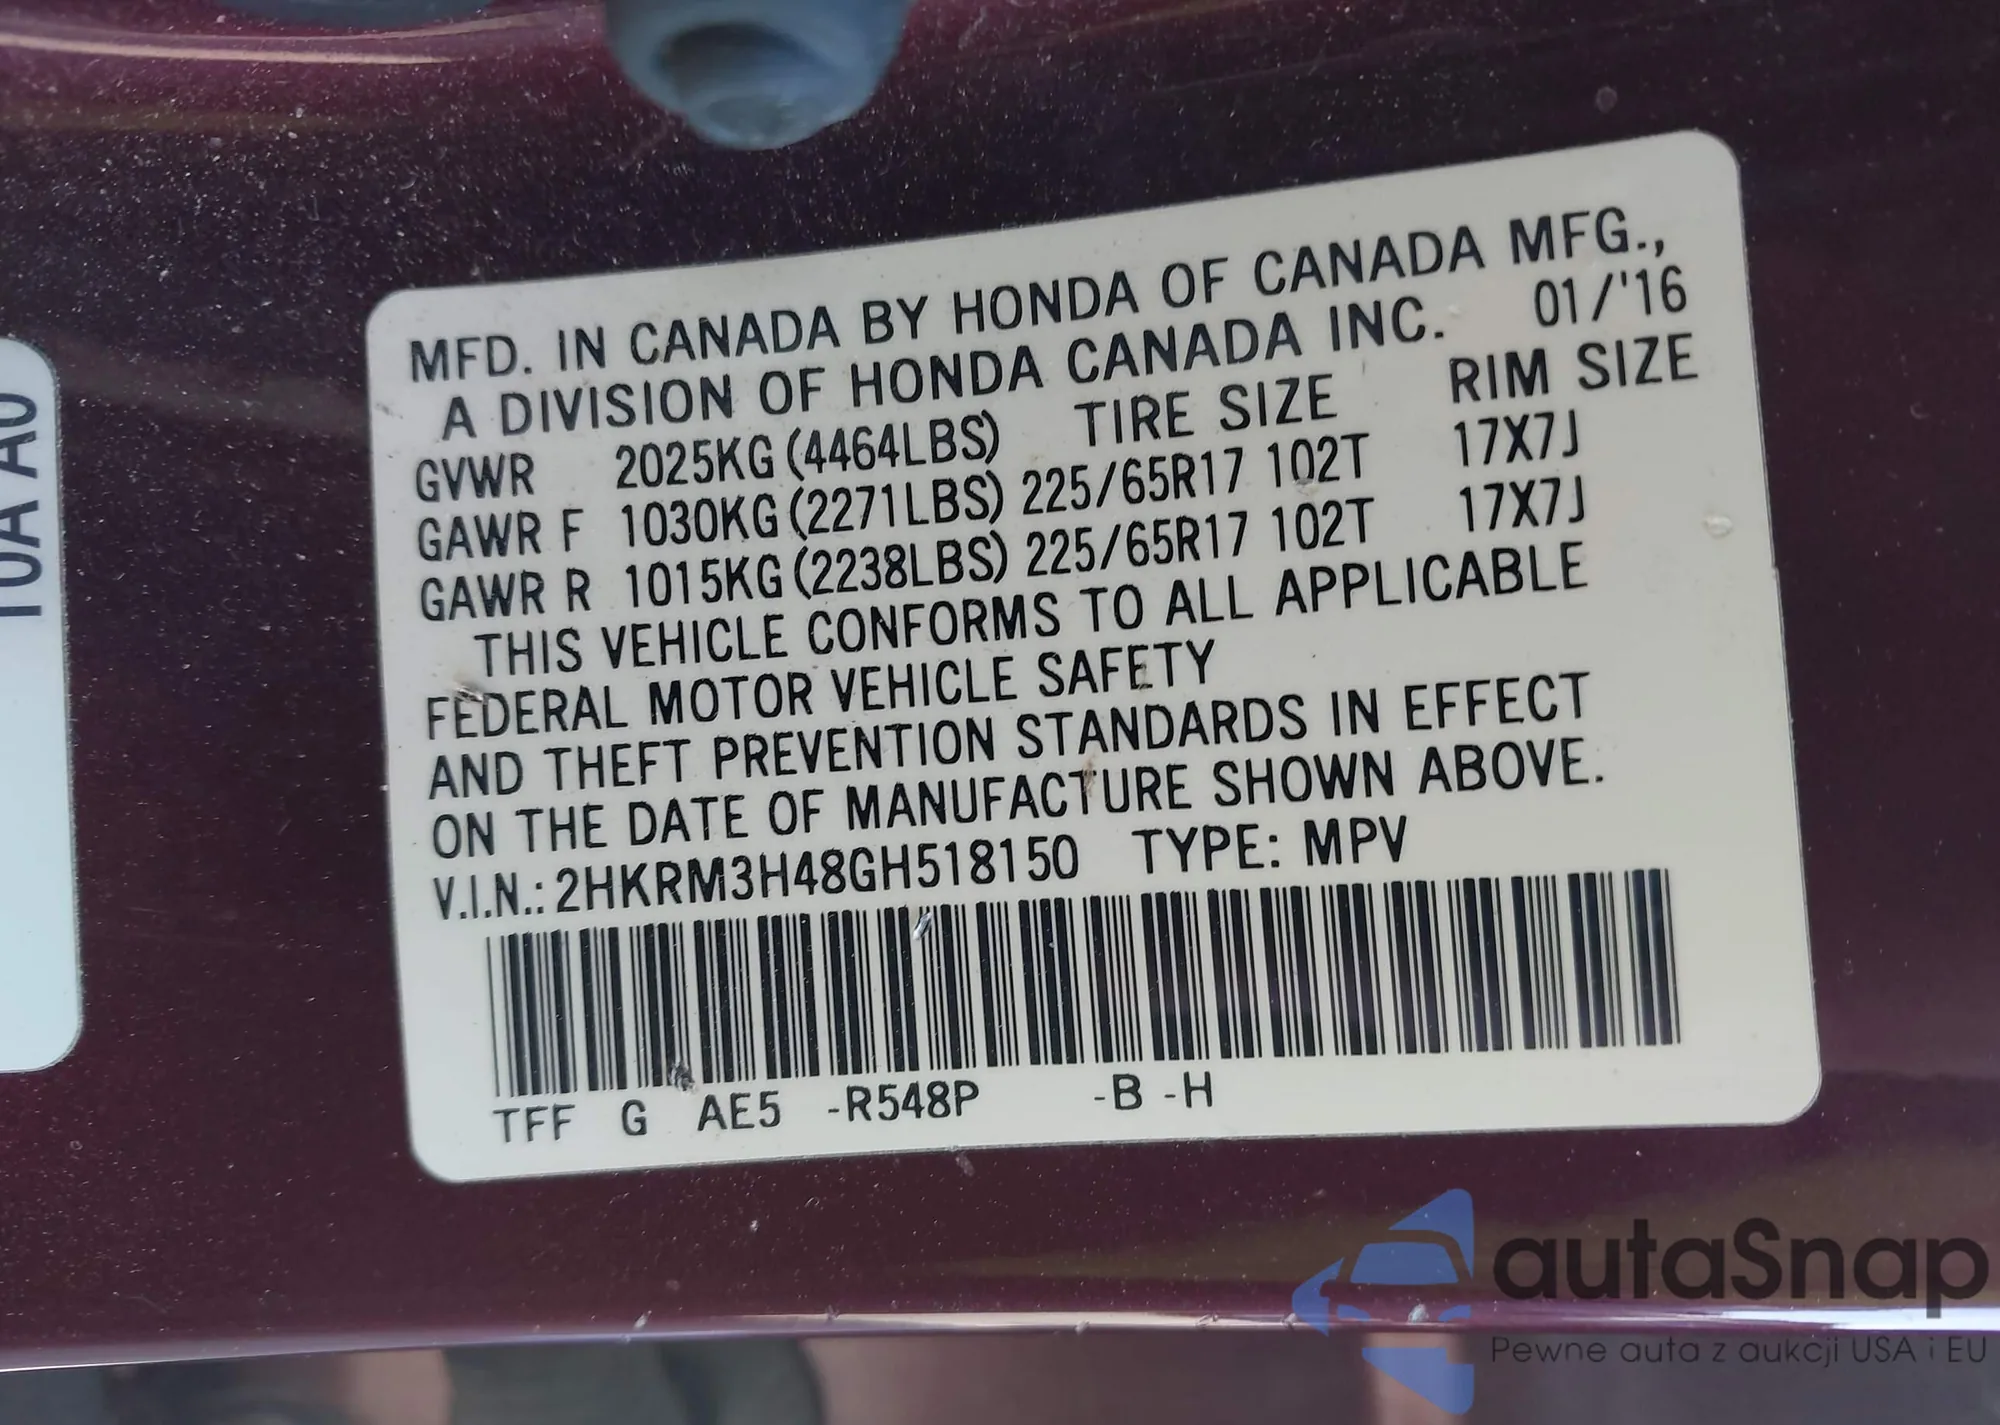 10A A0
MFD. IN CANADA BY HONDA OF CANADA MFG.,
A DIVISION OF HONDA CANADA INC. 01/'16
GVWR 2025KG (4464LBS) TIRE SIZE RIM SIZE
GAWR F 1030KG (2271LBS) 225/65R17 102T 17X7J
GAWR R 1015KG (2238LBS) 225/65R17 102T 17X7J
THIS VEHICLE CONFORMS TO ALL APPLICABLE
FEDERAL MOTOR VEHICLE SAFETY
AND THEFT PREVENTION STANDARDS IN EFFECT
ON THE DATE OF MANUFACTURE SHOWN ABOVE.
V.I.N.: 2HKRM3H48GH518150 TYPE: MPV
TFF G AE5 -R548P -B -H
autaSnap
Pewne auta z aukcji USA i EU